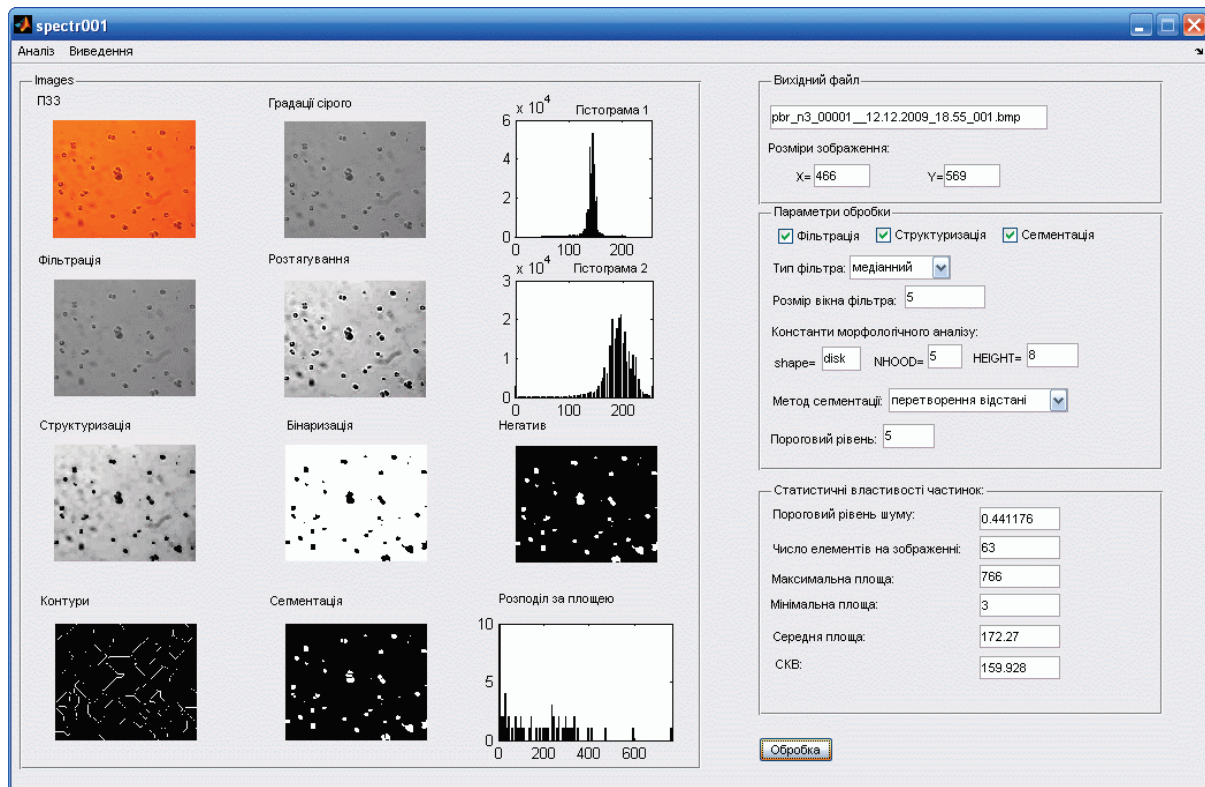 spectr001
Аналіз Виведення
Images
ПЗЗ
Градації сірого
x 10^4 Гістограма 1
6
4
2
0
0 100 200
Фільтрація
Розтягування
x 10^4 Гістограма 2
3
2
1
0
0 100 200
Структуризація
Бінаризація
Негатив
Контури
Сегментація
Розподіл за площею
10
5
0
0 200 400 600
Вихідний файл
pbr_n3_00001__12.12.2009_18.55_001.bmp
Розміри зображення:
X= 466 Y= 569
Параметри обробки
Фільтрація Структуризація Сегментація
Тип фільтра: медіанний
Розмір вікна фільтра: 5
Константи морфологічного аналізу:
shape= disk NHOOD= 5 HEIGHT= 8
Метод сегментації: перетворення відстані
Пороговий рівень: 5
Статистичні властивості частинок:
Пороговий рівень шуму: 0.441176
Число елементів на зображенні: 63
Максимальна площа: 766
Мінімальна площа: 3
Середня площа: 172.27
СКВ: 159.928
Обробка